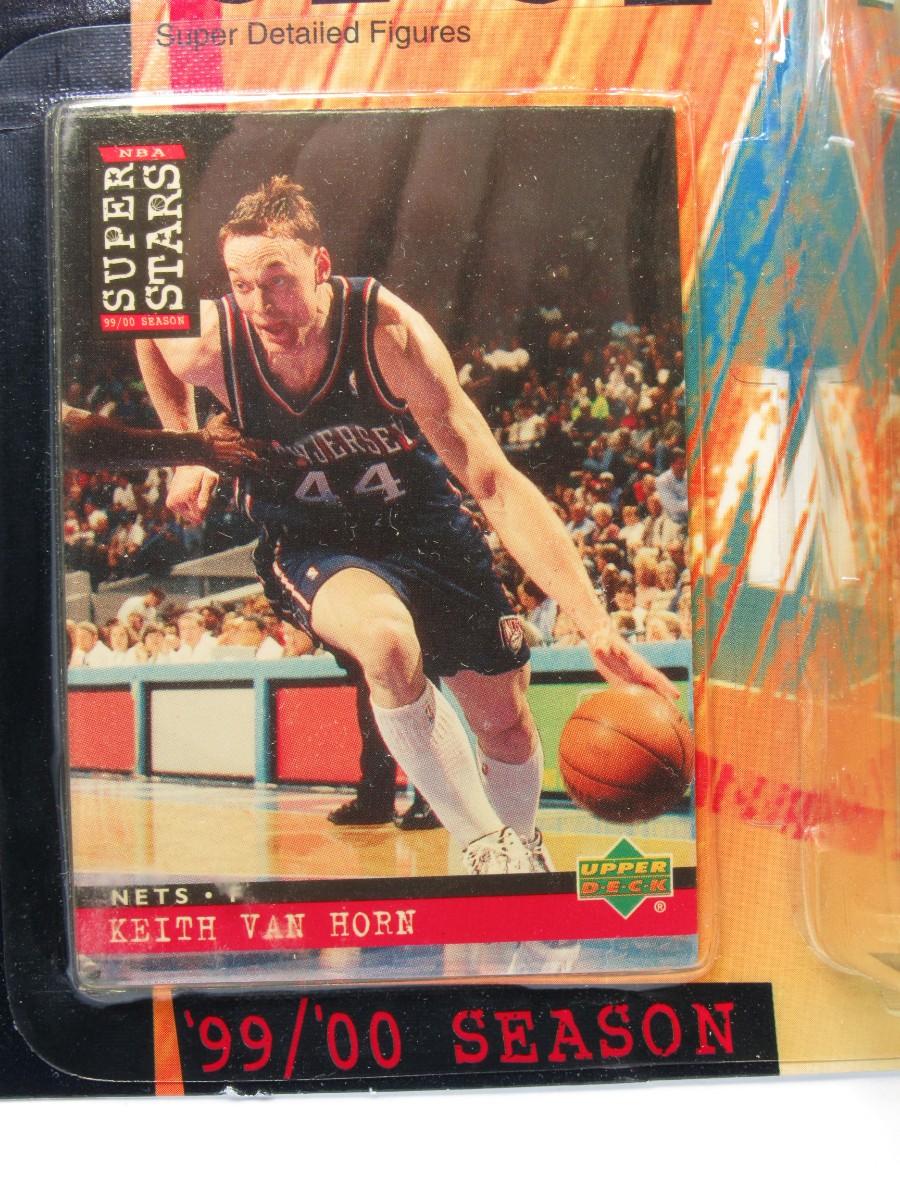 Super Detailed Figures
NBA
SUPER
STARS
99/00 SEASON
JERSEY
44
UPPER
D·E·C·K
®
NETS · F
KEITH VAN HORN
'99/'00 SEASON